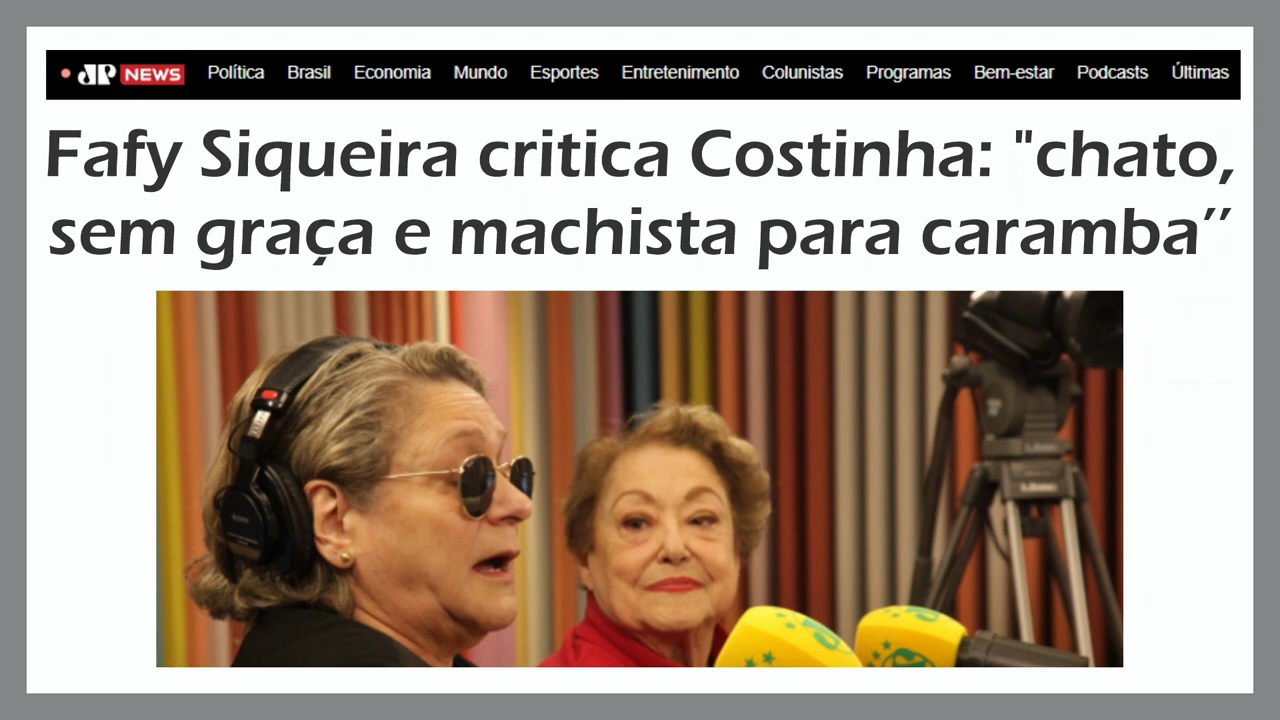 JP NEWS Política Brasil Economia Mundo Esportes Entretenimento Colunistas Programas Bem-estar Podcasts Últimas
Fafy Siqueira critica Costinha: "chato,
sem graça e machista para caramba’’